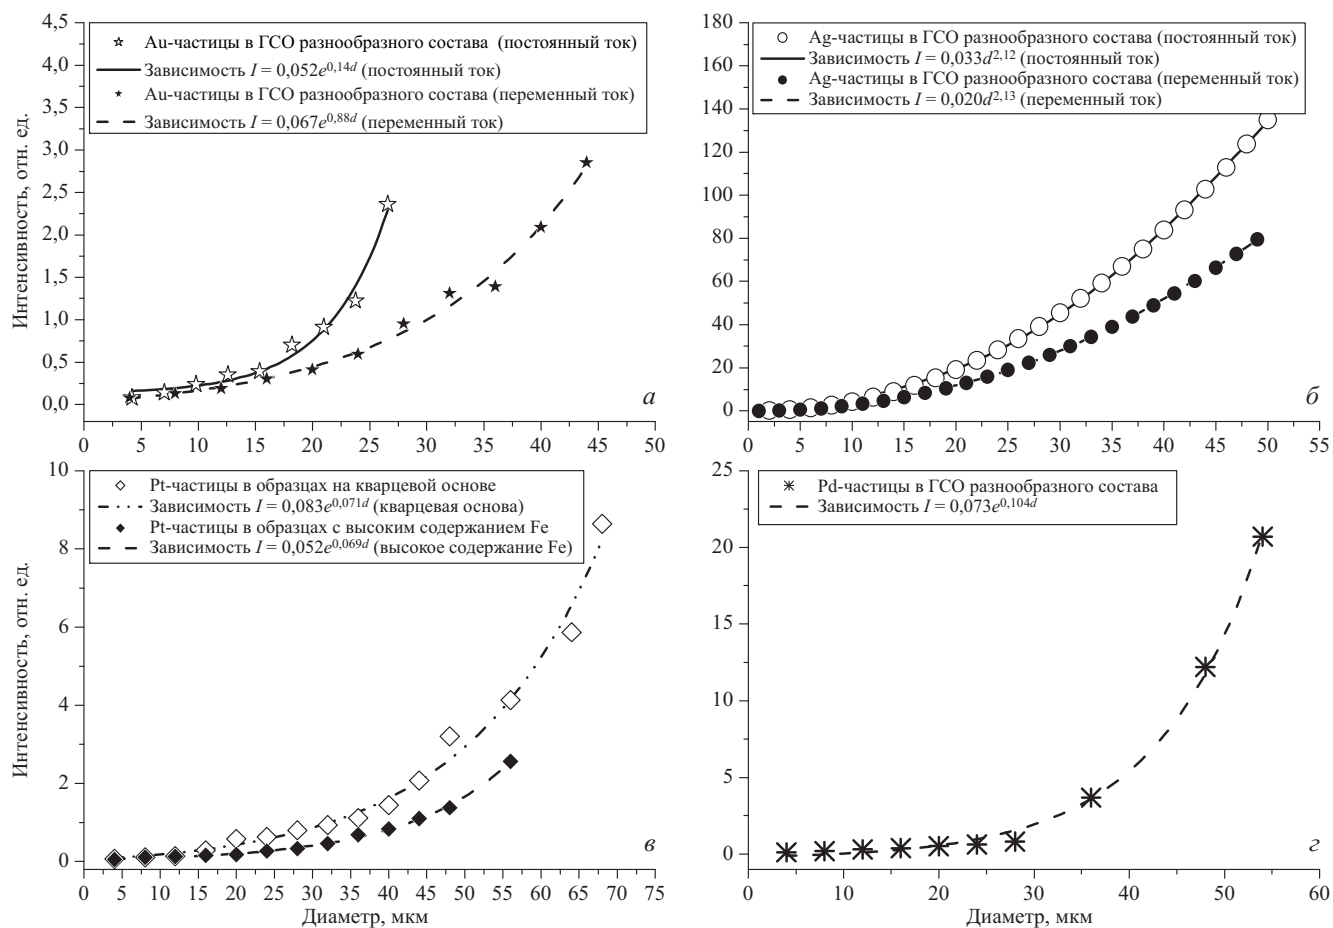 Интенсивность, отн. ед.
4,5
4,0
3,5
3,0
2,5
2,0
1,5
1,0
0,5
0,0
Au-частицы в ГСО разнообразного состава (постоянный ток)
Зависимость I = 0,052e^0,14d (постоянный ток)
Au-частицы в ГСО разнообразного состава (переменный ток)
Зависимость I = 0,067e^0,88d (переменный ток)
а
0 5 10 15 20 25 30 35 40 45 50
180
160
140
120
100
80
60
40
20
0
Ag-частицы в ГСО разнообразного состава (постоянный ток)
Зависимость I = 0,033d^2,12 (постоянный ток)
Ag-частицы в ГСО разнообразного состава (переменный ток)
Зависимость I = 0,020d^2,13 (переменный ток)
б
0 5 10 15 20 25 30 35 40 45 50 55
Интенсивность, отн. ед.
10
8
6
4
2
0
Pt-частицы в образцах на кварцевой основе
Зависимость I = 0,083e^0,071d (кварцевая основа)
Pt-частицы в образцах с высоким содержанием Fe
Зависимость I = 0,052e^0,069d (высокое содержание Fe)
в
0 5 10 15 20 25 30 35 40 45 50 55 60 65 70 75
Диаметр, мкм
25
20
15
10
5
0
Pd-частицы в ГСО разнообразного состава
Зависимость I = 0,073e^0,104d
г
0 10 20 30 40 50 60
Диаметр, мкм